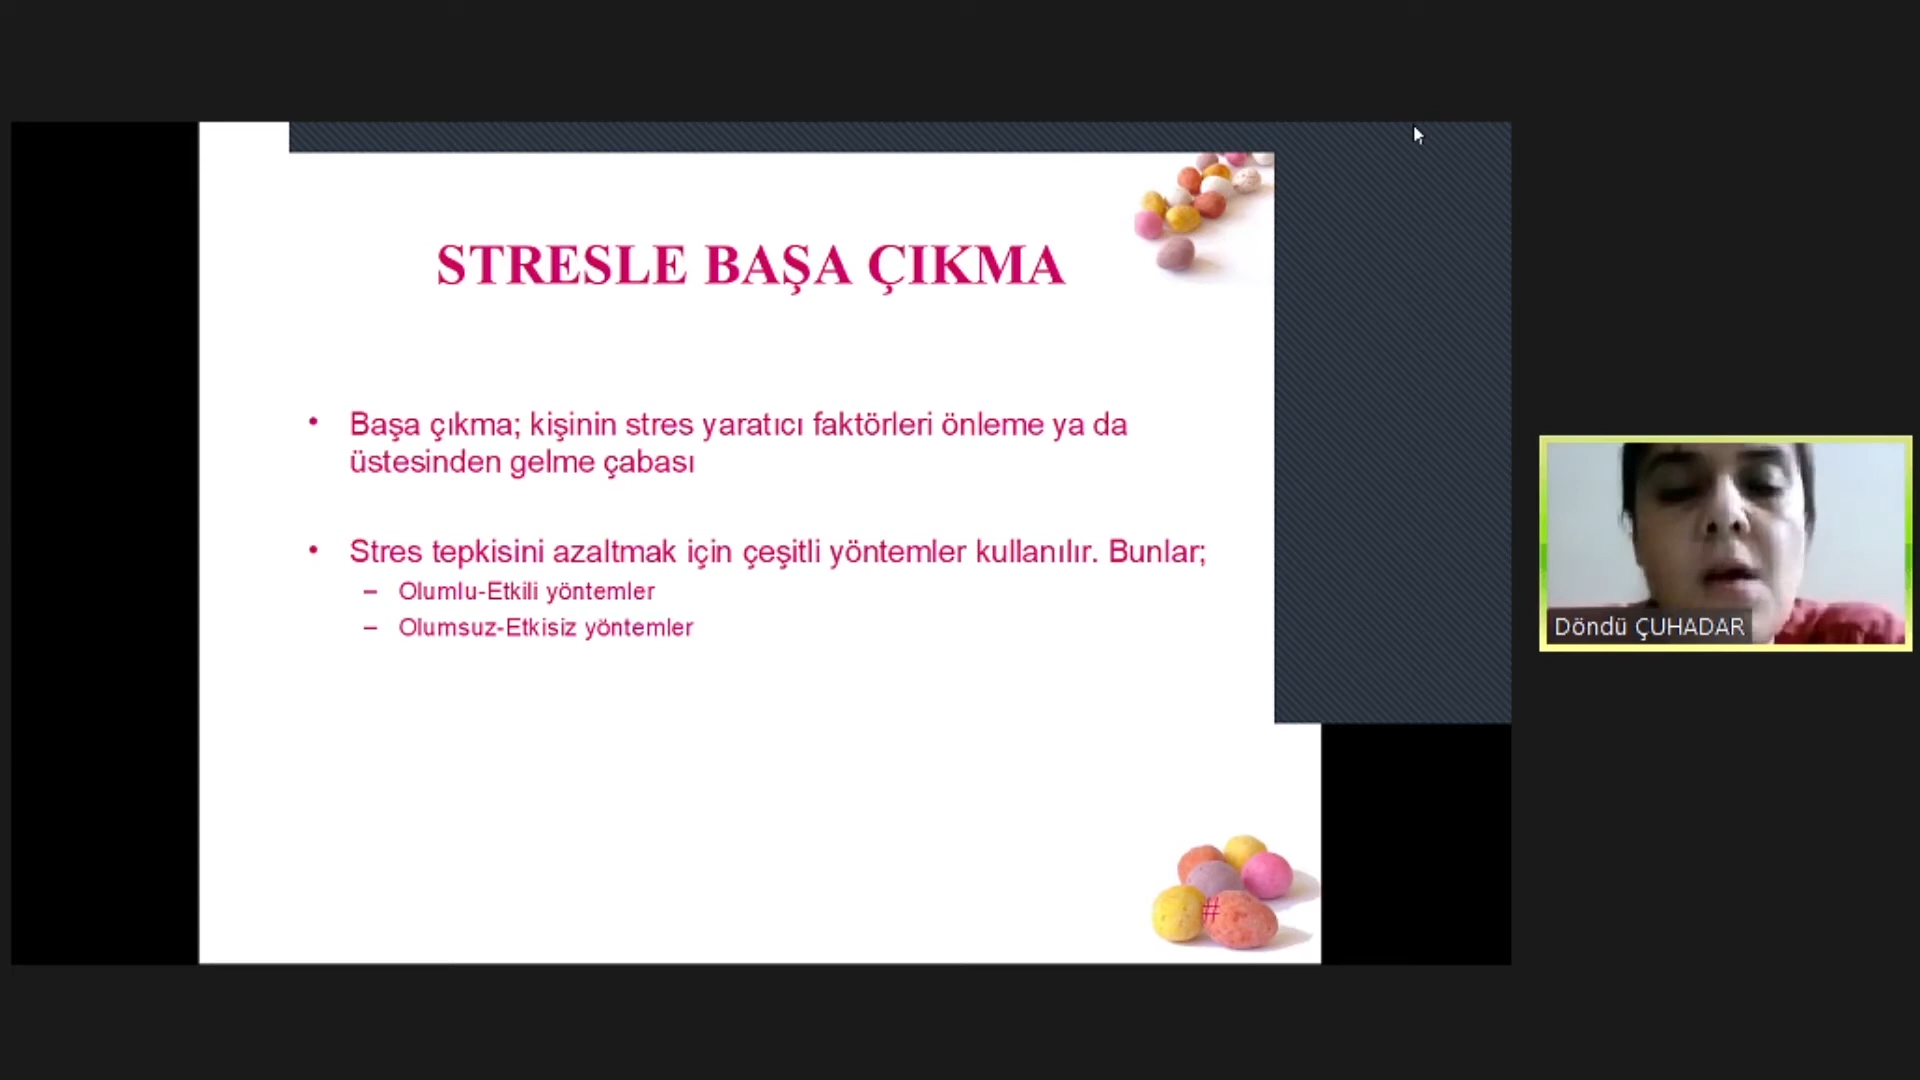 STRESLE BAŞA ÇIKMA
• Başa çıkma; kişinin stres yaratıcı faktörleri önleme ya da
üstesinden gelme çabası
• Stres tepkisini azaltmak için çeşitli yöntemler kullanılır. Bunlar;
– Olumlu-Etkili yöntemler
– Olumsuz-Etkisiz yöntemler
#
Döndü ÇUHADAR